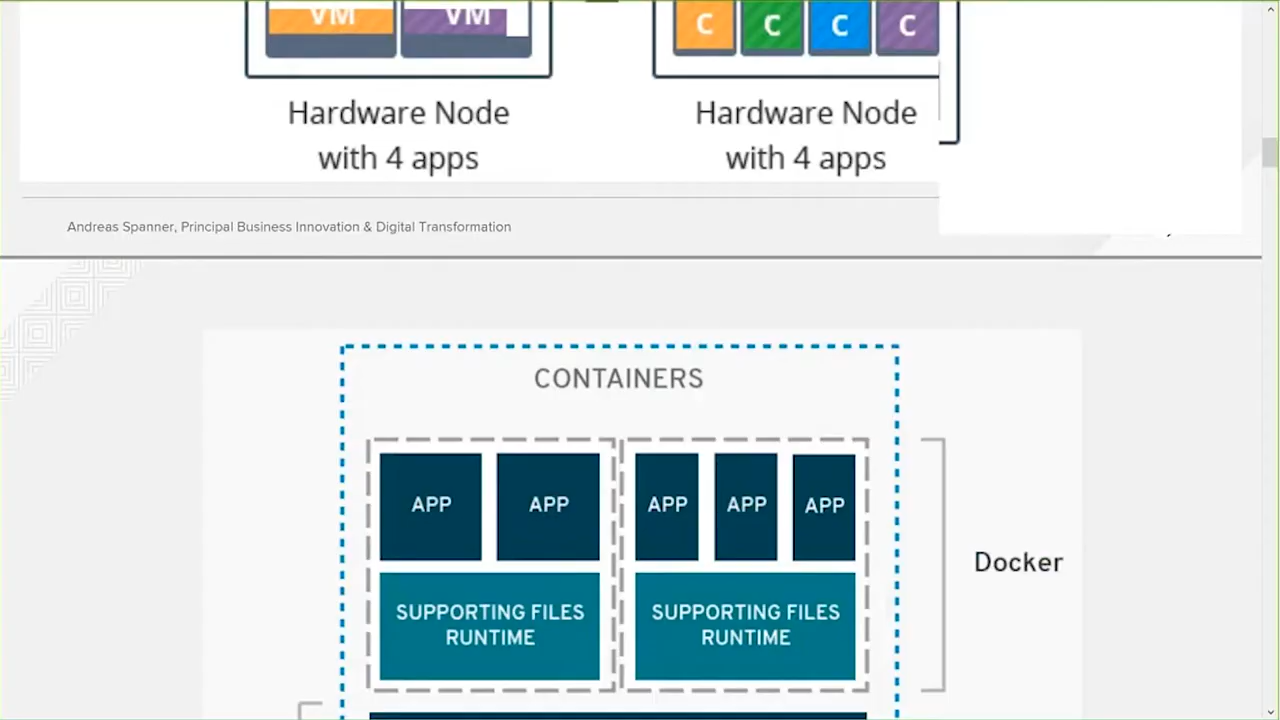 VM VM C C C C
Hardware Node Hardware Node
with 4 apps with 4 apps
Andreas Spanner, Principal Business Innovation & Digital Transformation
CONTAINERS
APP APP APP APP APP
Docker
SUPPORTING FILES SUPPORTING FILES
RUNTIME RUNTIME